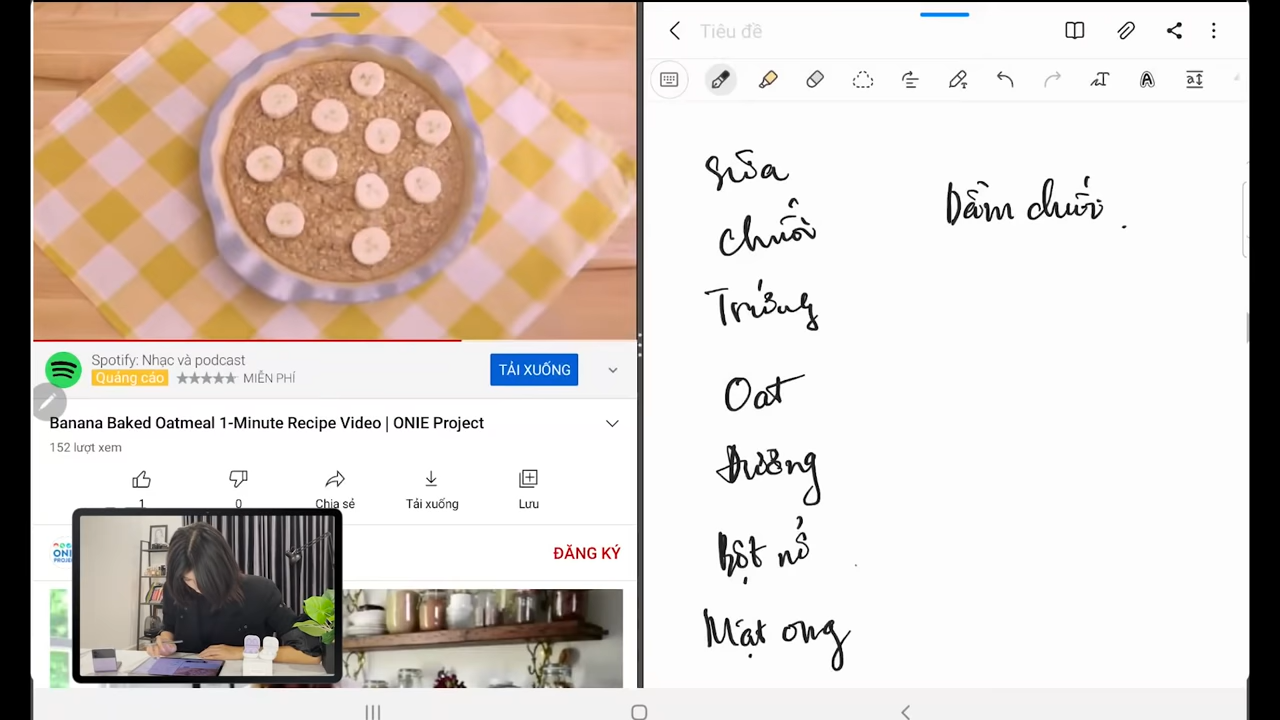 Spotify: Nhạc và podcast
Quảng cáo ★★★★★ MIỄN PHÍ
TẢI XUỐNG
Banana Baked Oatmeal 1-Minute Recipe Video | ONIE Project
152 lượt xem
1
0
Chia sẻ
Tải xuống
Lưu
ĐĂNG KÝ
Tiêu đề
Sữa
Chuối
Trứng
Oat
Đường
Bột nở
Mật ong
Dầm chuối.